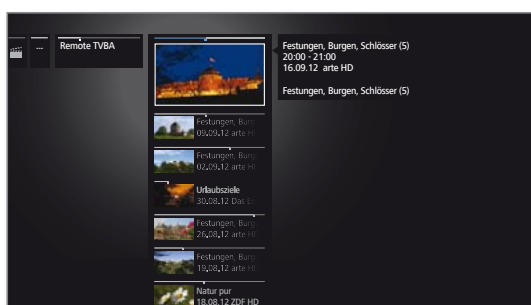 ...
Remote TVBA
Festungen, Burgen, Schlösser (5)
20:00 - 21:00
16.09.12 arte HD
Festungen, Burgen, Schlösser (5)
Festungen, Burg
09.09.12 arte H
Festungen, Burg
02.09.12 arte H
Urlaubsziele
30.08.12 Das Er
Festungen, Burg
26.08.12 arte HD
Festungen, Burg
19.08.12 arte HD
Natur pur
18.08.12 ZDF HD